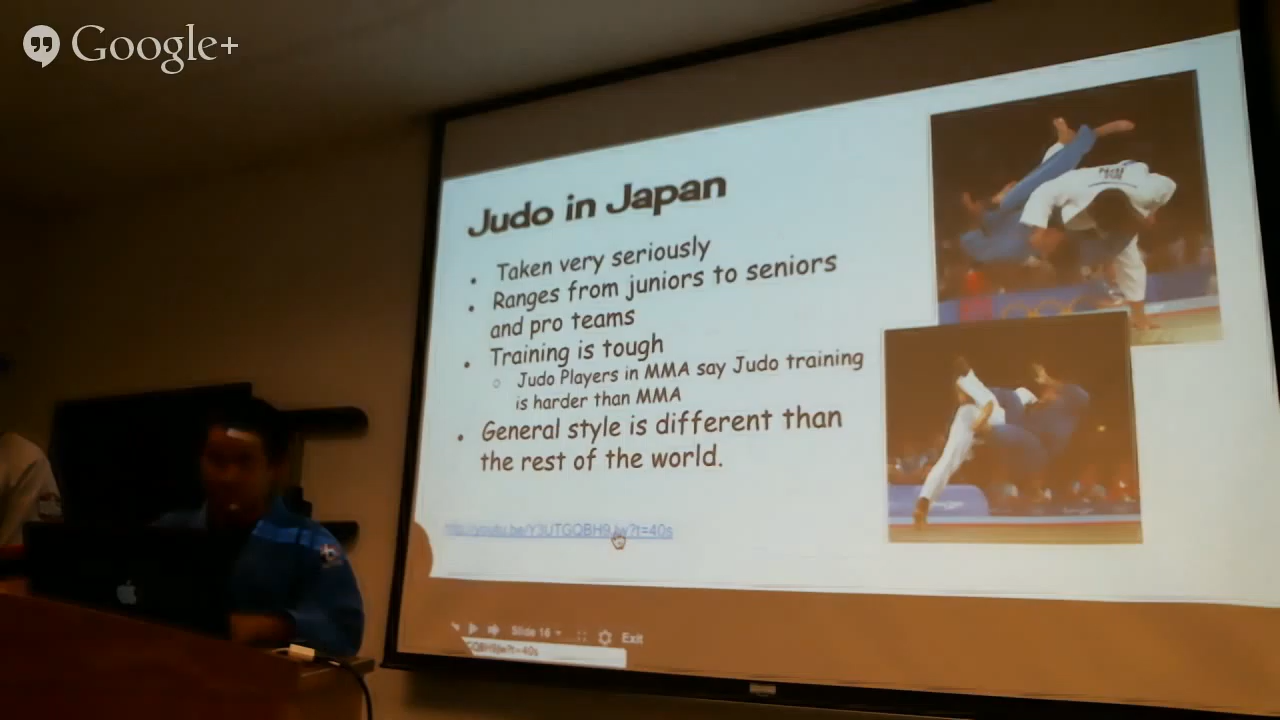 Google+
Judo in Japan
• Taken very seriously
• Ranges from juniors to seniors
and pro teams
• Training is tough
○ Judo Players in MMA say Judo training
is harder than MMA
• General style is different than
the rest of the world.
Slide 16
Exit